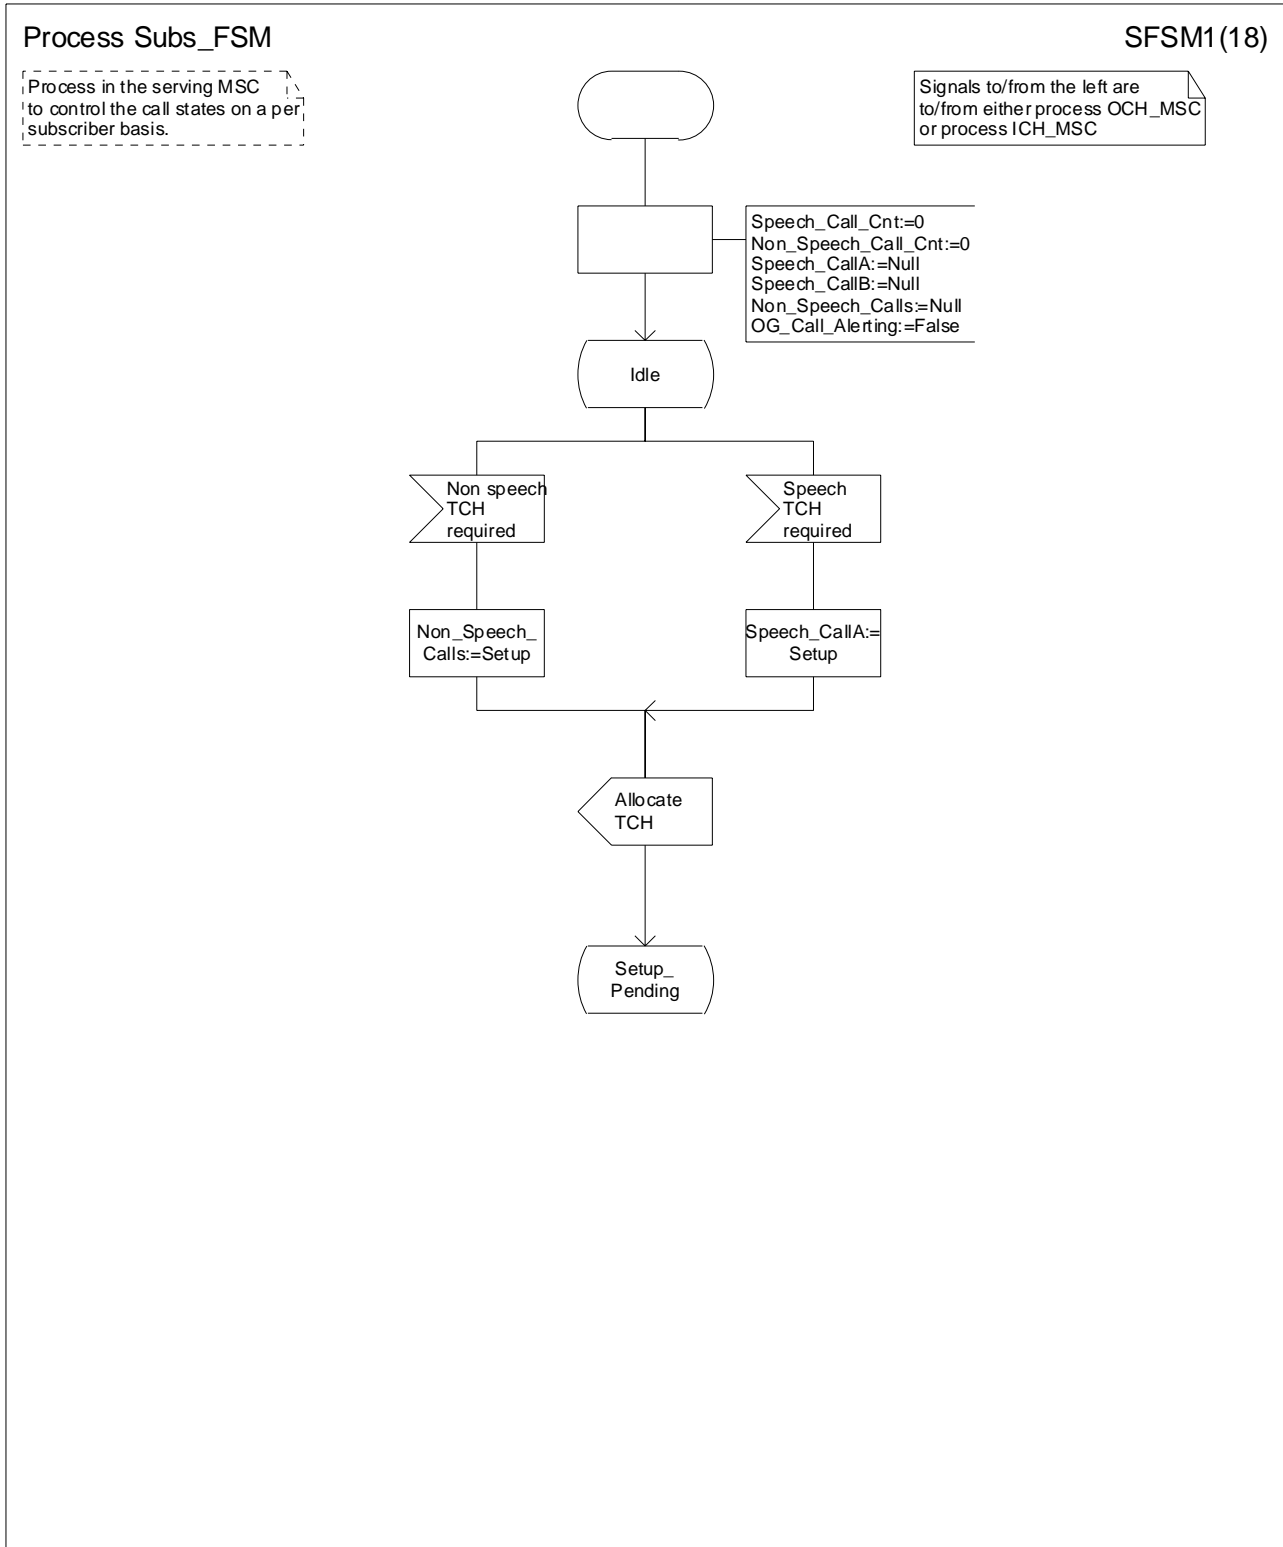 Process Subs_FSM
SFSM1(18)
Process in the serving MSC
to control the call states on a per
subscriber basis.
Signals to/from the left are
to/from either process OCH_MSC
or process ICH_MSC
Speech_Call_Cnt:=0
Non_Speech_Call_Cnt:=0
Speech_CallA:=Null
Speech_CallB:=Null
Non_Speech_Calls:=Null
OG_Call_Alerting:=False
Idle
Non speech
TCH
required
Speech
TCH
required
Non_Speech_
Calls:=Setup
Speech_CallA:=
Setup
Allocate
TCH
Setup_
Pending